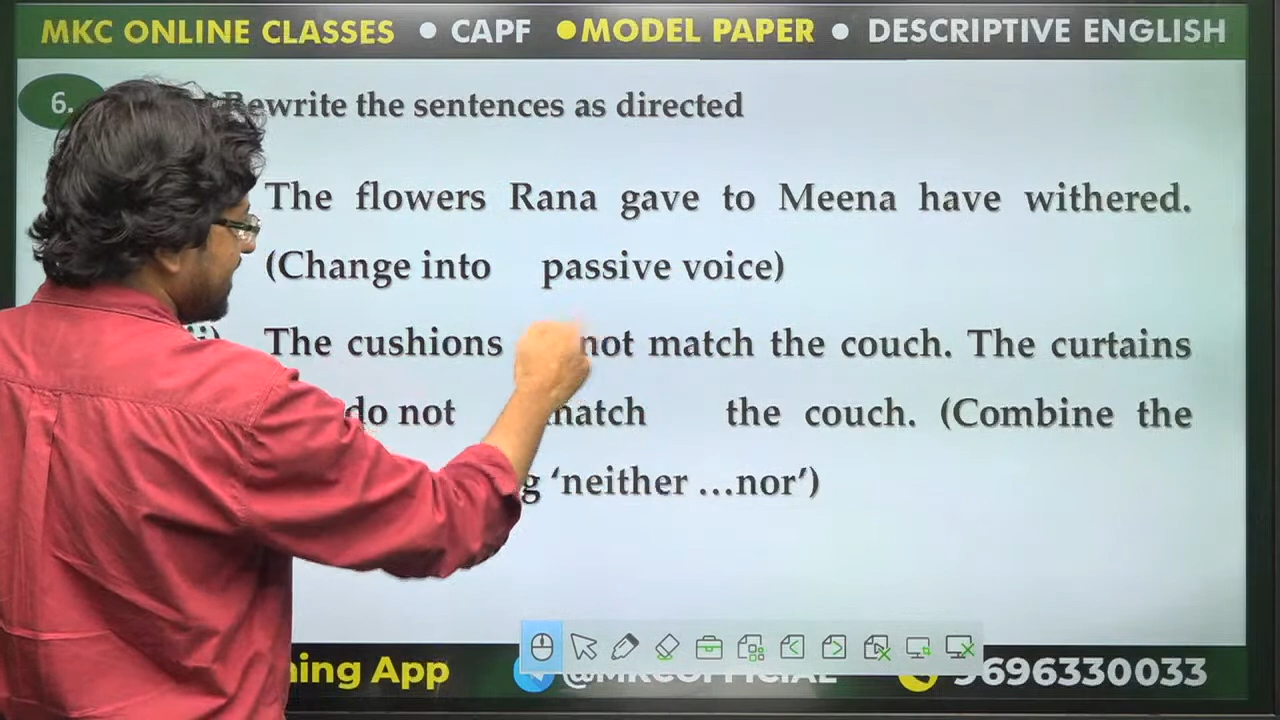 MKC ONLINE CLASSES • CAPF • MODEL PAPER • DESCRIPTIVE ENGLISH
6. Rewrite the sentences as directed
The flowers Rana gave to Meena have withered.
(Change into passive voice)
The cushions not match the couch. The curtains
do not match the couch. (Combine the
‘neither …nor’)
App 9696330033